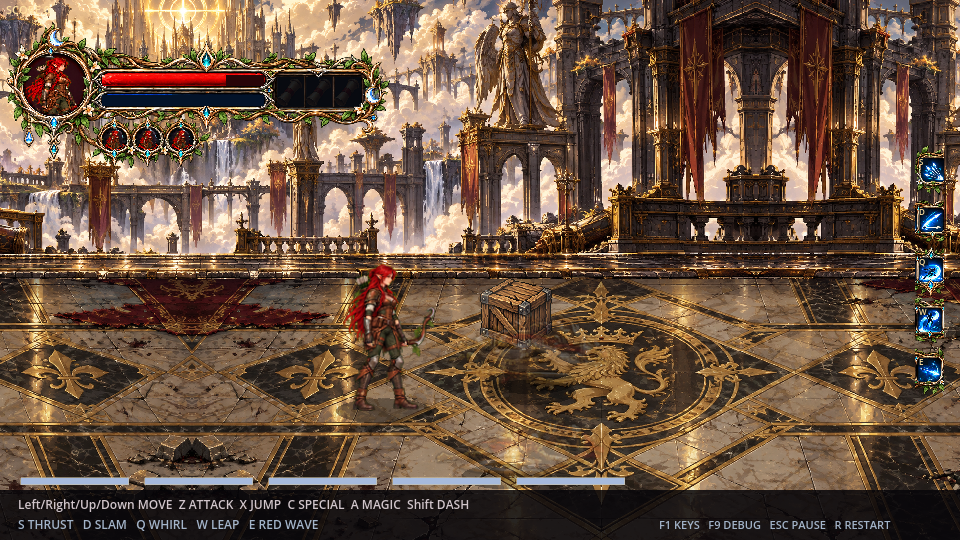 Left/Right/Up/Down MOVE Z ATTACK X JUMP C SPECIAL A MAGIC Shift DASH
S THRUST D SLAM Q WHIRL W LEAP E RED WAVE
F1 KEYS F9 DEBUG ESC PAUSE R RESTART
W
E